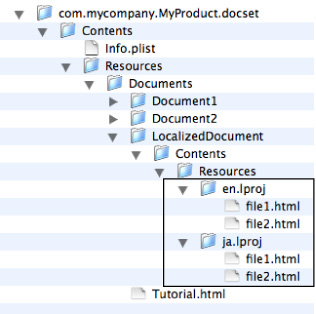 com.mycompany.MyProduct.docset
Contents
Info.plist
Resources
Documents
Document1
Document2
LocalizedDocument
Contents
Resources
en.lproj
file1.html
file2.html
ja.lproj
file1.html
file2.html
Tutorial.html